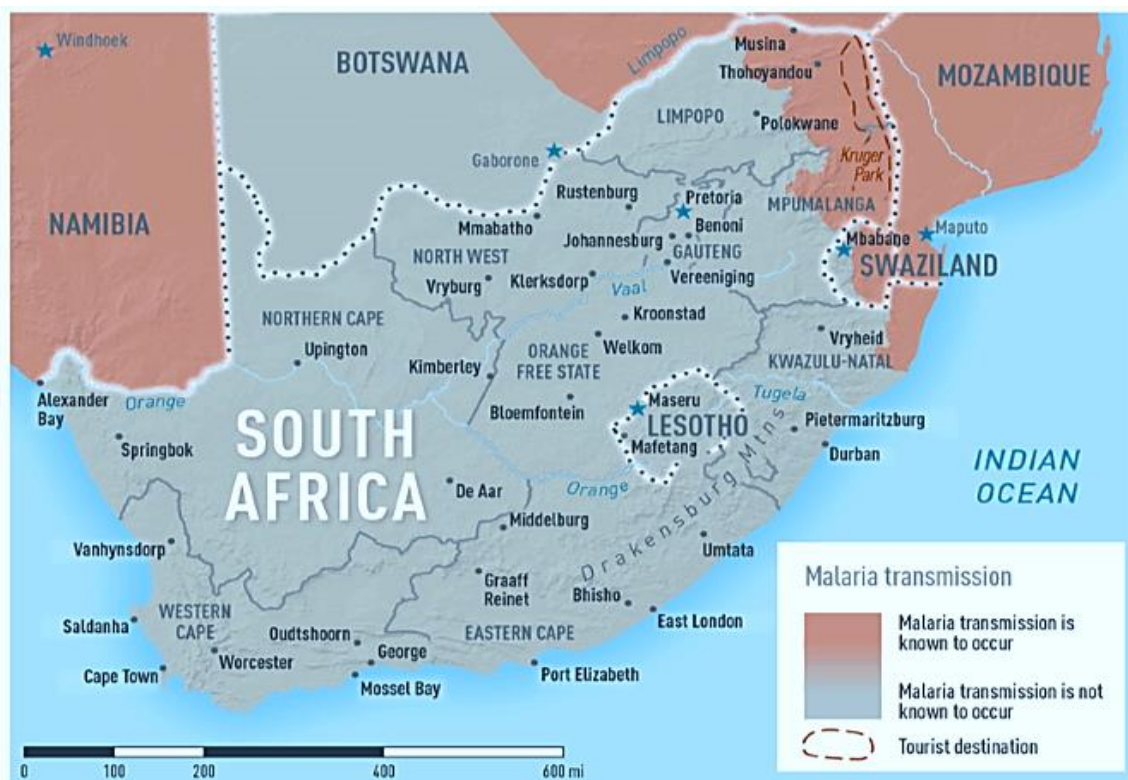 Windhoek
BOTSWANA
Limpopo
Musina
Thohoyandou
MOZAMBIQUE
LIMPOPO
Polokwane
Gaborone
Kruger
Park
Rustenburg
Pretoria
MPUMALANGA
NAMIBIA
Mmabatho
Johannesburg
Benoni
GAUTENG
Mbabane
Maputo
SWAZILAND
NORTH WEST
Vryburg
Klerksdorp
Vaal
Vereeniging
NORTHERN CAPE
Kroonstad
Upington
Welkom
Vryheid
Kimberley
ORANGE
FREE STATE
KWAZULU-NATAL
Alexander
Bay
Orange
Bloemfontein
Maseru
LESOTHO
Tugela
Pietermaritzburg
Springbok
SOUTH
AFRICA
Mafetang
Durban
INDIAN
OCEAN
De Aar
Orange
Drakensburg Mtns
Middelburg
Vanhynsdorp
Umtata
Graaff
Reinet
Bhisho
WESTERN
CAPE
Saldanha
Oudtshoorn
EASTERN CAPE
East London
Cape Town
Worcester
George
Mossel Bay
Port Elizabeth
Malaria transmission
Malaria transmission is
known to occur
Malaria transmission is not
known to occur
Tourist destination
0 100 200 400 600 mi